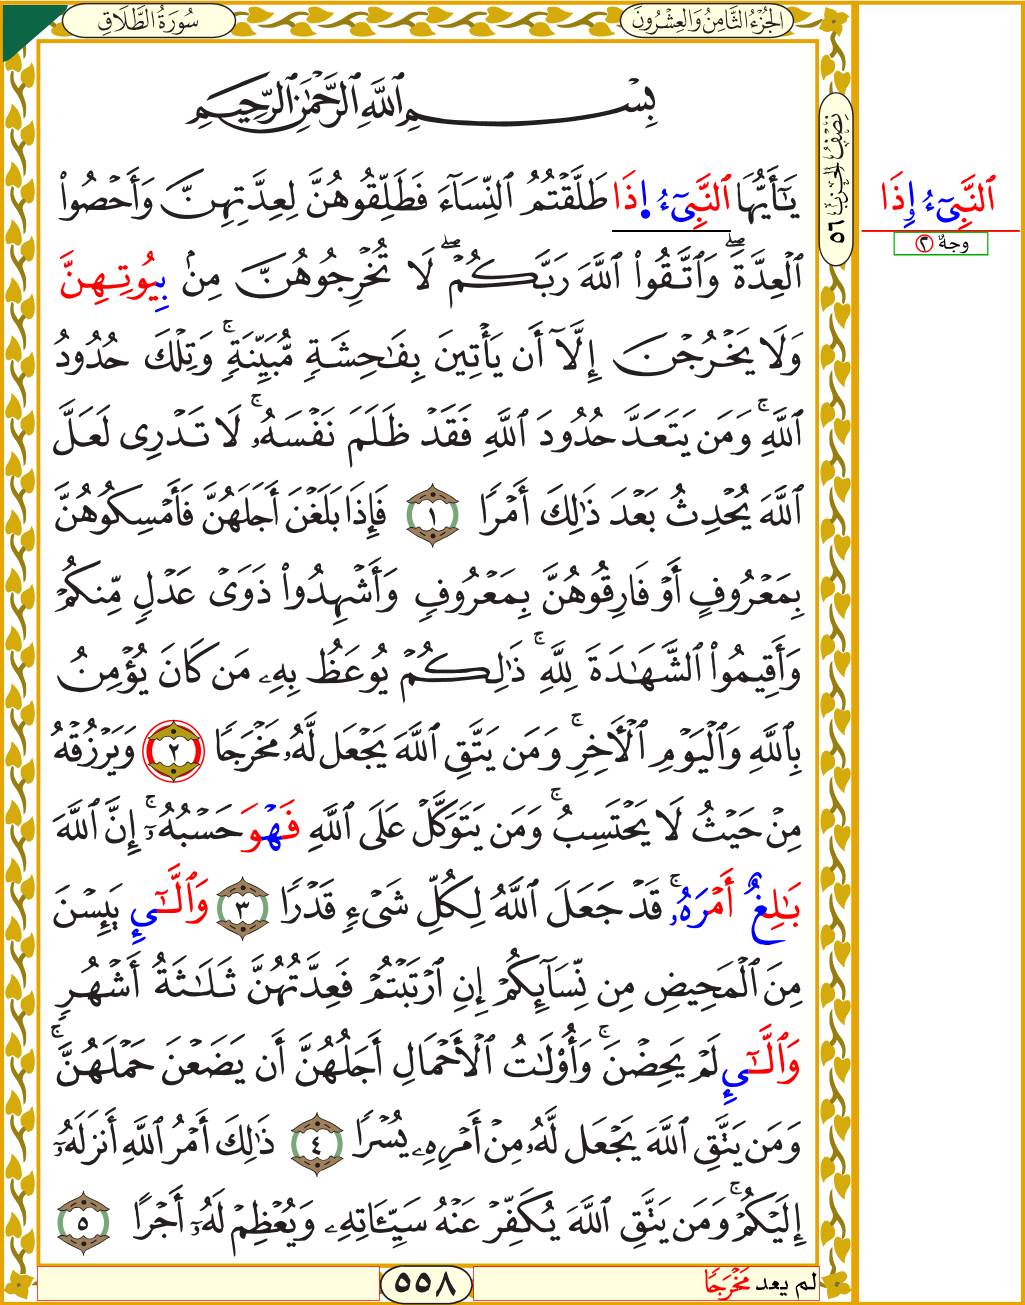 سُورَةُ الطَّلَاقِ
الجُزْءُ الثَّامِنُ وَالعِشْرُونَ
بِسْمِ ٱللَّهِ ٱلرَّحْمَٰنِ ٱلرَّحِيمِ
يَٰٓأَيُّهَا ٱلنَّبِىٓءُ ا۪ذَا طَلَّقْتُمُ ٱلنِّسَآءَ فَطَلِّقُوهُنَّ لِعِدَّتِهِنَّ وَأَحْصُوا۟
ٱلْعِدَّةَ ۖ وَٱتَّقُوا۟ ٱللَّهَ رَبَّكُمْ ۖ لَا تُخْرِجُوهُنَّ مِنۢ بِيُوتِهِنَّ
وَلَا يَخْرُجْنَ إِلَّآ أَن يَأْتِينَ بِفَٰحِشَةٍ مُّبَيِّنَةٍ ۚ وَتِلْكَ حُدُودُ
ٱللَّهِ ۚ وَمَن يَتَعَدَّ حُدُودَ ٱللَّهِ فَقَدْ ظَلَمَ نَفْسَهُۥ ۚ لَا تَدْرِى لَعَلَّ
ٱللَّهَ يُحْدِثُ بَعْدَ ذَٰلِكَ أَمْرًا ١ فَإِذَا بَلَغْنَ أَجَلَهُنَّ فَأَمْسِكُوهُنَّ
بِمَعْرُوفٍ أَوْ فَارِقُوهُنَّ بِمَعْرُوفٍ وَأَشْهِدُوا۟ ذَوَىْ عَدْلٍ مِّنكُمْ
وَأَقِيمُوا۟ ٱلشَّهَٰدَةَ لِلَّهِ ۚ ذَٰلِكُمْ يُوعَظُ بِهِۦ مَن كَانَ يُؤْمِنُ
بِٱللَّهِ وَٱلْيَوْمِ ٱلْأَخِرِ ۚ وَمَن يَتَّقِ ٱللَّهَ يَجْعَل لَّهُۥ مَخْرَجًا ٢ وَيَرْزُقْهُ
مِنْ حَيْثُ لَا يَحْتَسِبُ ۚ وَمَن يَتَوَكَّلْ عَلَى ٱللَّهِ فَهْوَ حَسْبُهُۥٓ ۚ إِنَّ ٱللَّهَ
بَٰلِغٌ أَمْرَهُۥ ۚ قَدْ جَعَلَ ٱللَّهُ لِكُلِّ شَىْءٍ قَدْرًا ٣ وَٱلَّٰٓـىِٕ يَئِسْنَ
مِنَ ٱلْمَحِيضِ مِن نِّسَآئِكُمْ إِنِ ٱرْتَبْتُمْ فَعِدَّتُهُنَّ ثَلَٰثَةُ أَشْهُرٍ
وَٱلَّٰٓـىِٕ لَمْ يَحِضْنَ ۚ وَأُو۟لَٰتُ ٱلْأَحْمَالِ أَجَلُهُنَّ أَن يَضَعْنَ حَمْلَهُنَّ ۚ
وَمَن يَتَّقِ ٱللَّهَ يَجْعَل لَّهُۥ مِنْ أَمْرِهِۦ يُسْرًا ٤ ذَٰلِكَ أَمْرُ ٱللَّهِ أَنزَلَهُۥٓ
إِلَيْكُمْ ۚ وَمَن يَتَّقِ ٱللَّهَ يُكَفِّرْ عَنْهُ سَيِّـَٔاتِهِۦ وَيُعْظِمْ لَهُۥٓ أَجْرًا ٥
نِصْفُ الحِزْبِ ٥٦
ٱلنَّبِىٓءُ وِذَا
وجهٌ ٢
٥٥٨
لم يعد مَخْرَجًا